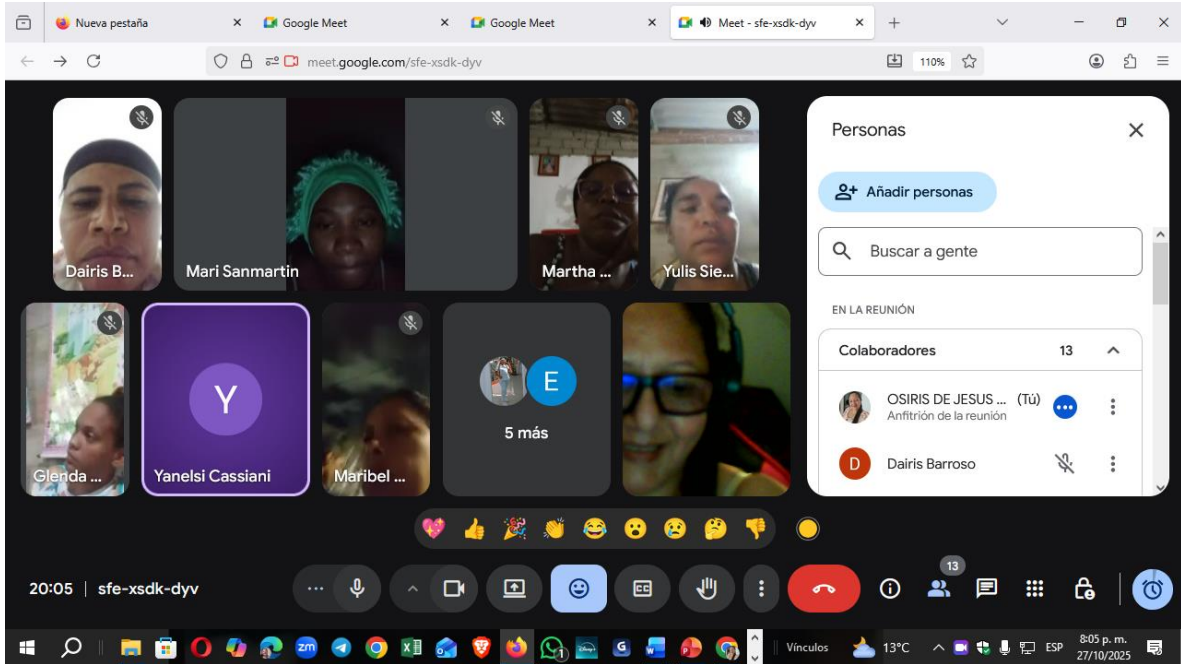 Nueva pestaña
Google Meet
Google Meet
Meet - sfe-xsdk-dyv
meet.google.com/sfe-xsdk-dyv
110%
Dairis B...
Mari Sanmartin
Martha ...
Yulis Sie...
Glenda ...
Y
Yanelsi Cassiani
Maribel ...
E
5 más
Personas
Añadir personas
Buscar a gente
EN LA REUNIÓN
Colaboradores 13
OSIRIS DE JESUS ... (Tú)
Anfitrión de la reunión
D
Dairis Barroso
20:05 | sfe-xsdk-dyv
CC
13
zm
1
G
Vínculos
13°C
ESP
8:05 p. m.
27/10/2025